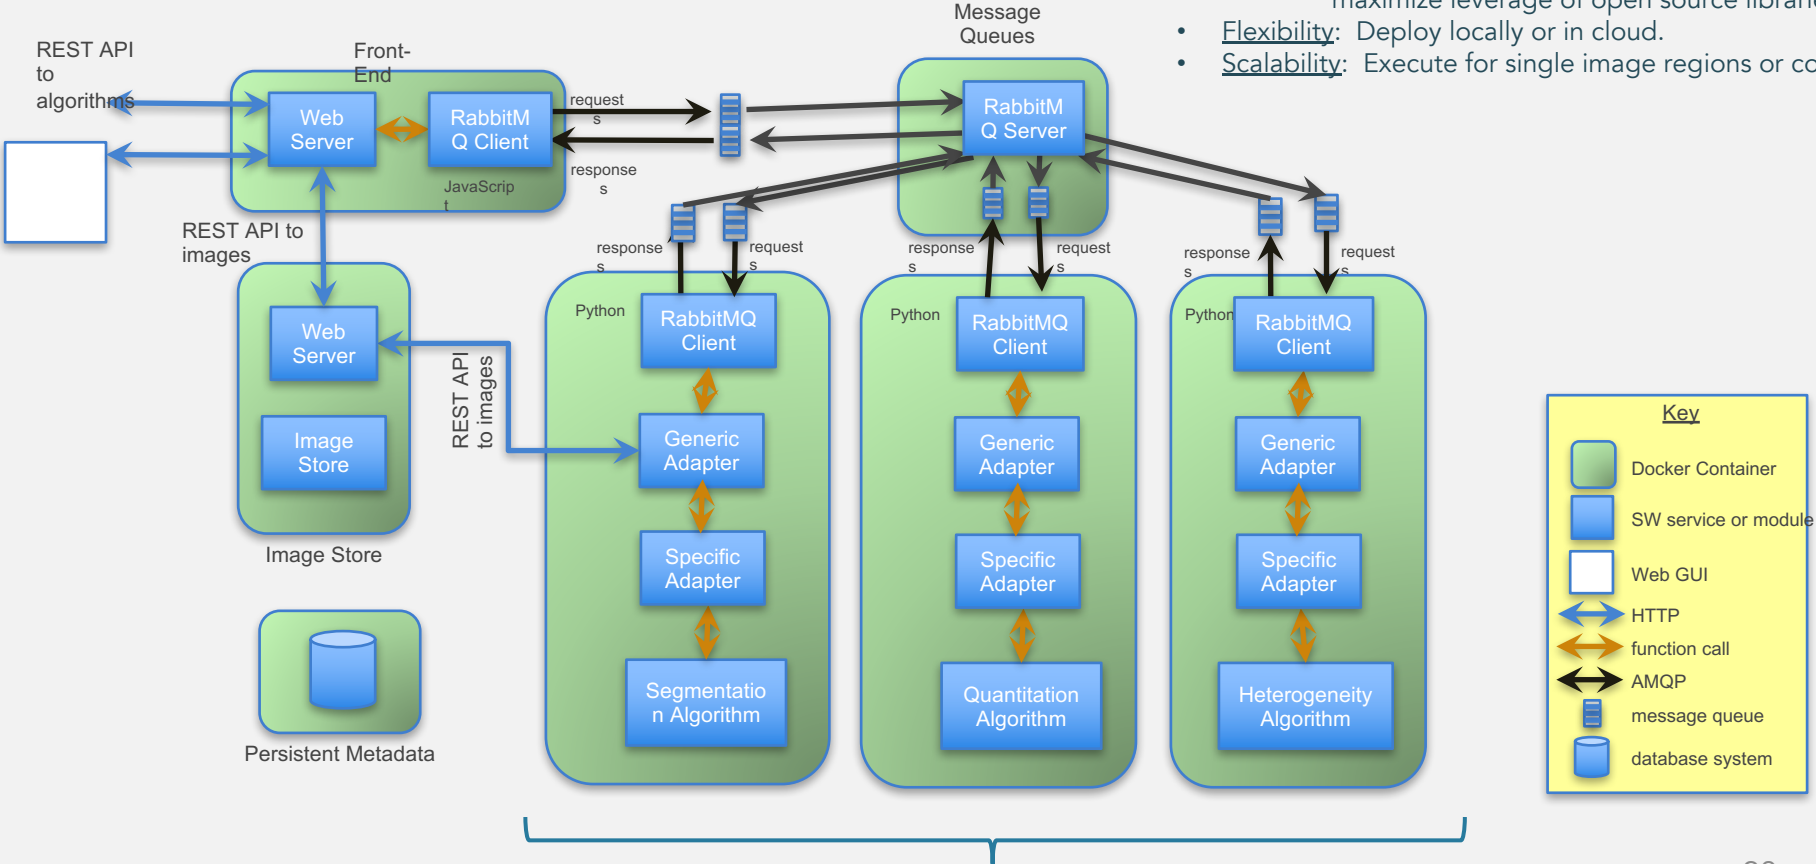 maximize leverage of open source librarie
• Flexibility: Deploy locally or in cloud.
• Scalability: Execute for single image regions or co
REST API
to
algorithms
Front-
End
Web
Server
RabbitM
Q Client
JavaScrip
t
request
s
response
s
Message
Queues
RabbitM
Q Server
REST API to
images
Web
Server
Image
Store
Image Store
REST API
to images
Persistent Metadata
response
s
request
s
Python
RabbitMQ
Client
Generic
Adapter
Specific
Adapter
Segmentatio
n Algorithm
response
s
request
s
Python
RabbitMQ
Client
Generic
Adapter
Specific
Adapter
Quantitation
Algorithm
response
s
request
s
Python
RabbitMQ
Client
Generic
Adapter
Specific
Adapter
Heterogeneity
Algorithm
Key
Docker Container
SW service or module
Web GUI
HTTP
function call
AMQP
message queue
database system